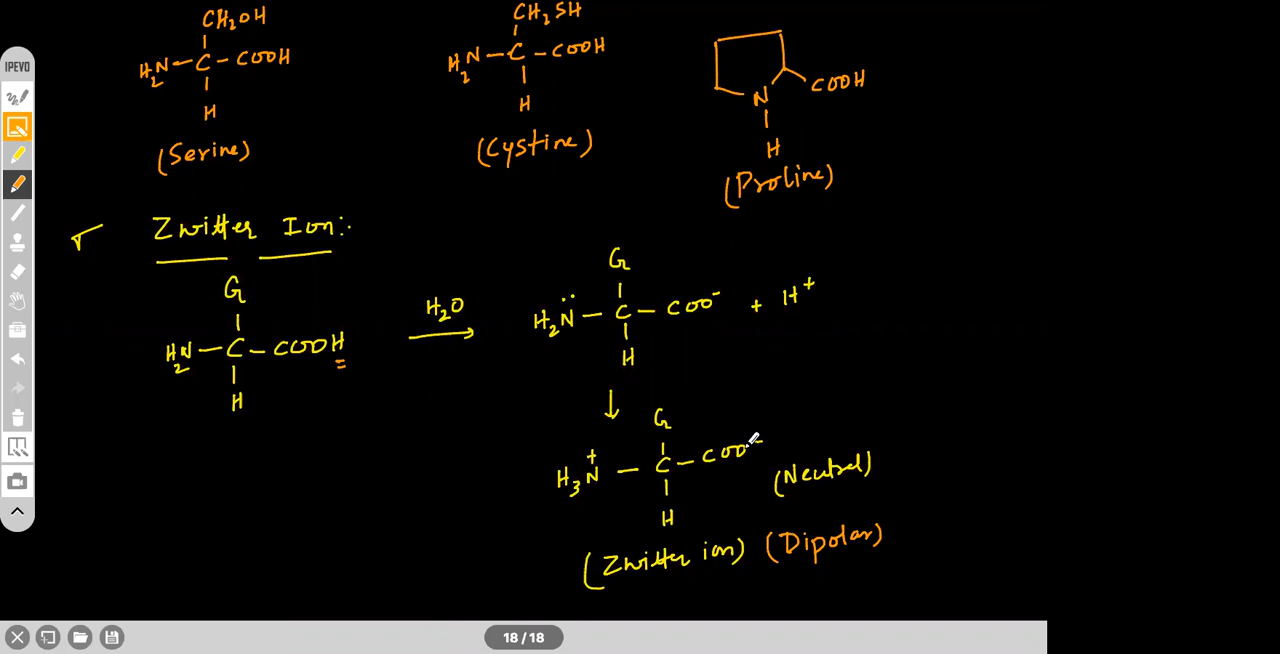 CH₂OH
H₂N - C - COOH
H
(Serine)
CH₂SH
H₂N - C - COOH
H
(Cystine)
N
COOH
H
(Proline)
Zwitter Ion:
G
H₂N - C - COOH
H
H₂O
G
H₂N̈ - C - COO⁻ + H⁺
H
G
H₃N⁺ - C - COO⁻ (Neutral)
H
(Zwitter ion) (Dipolar)
IPEVO
18 / 18